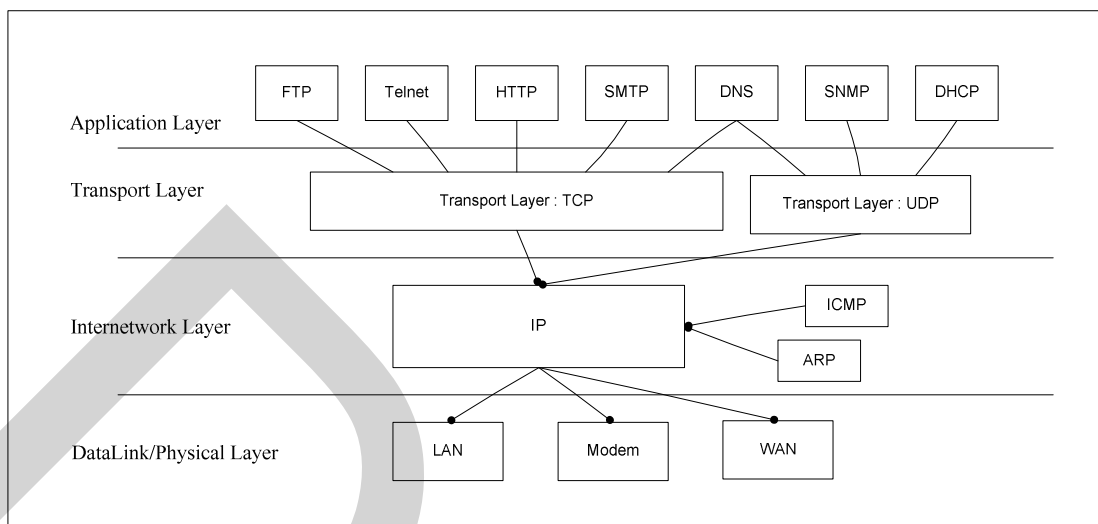 FTP Telnet HTTP SMTP DNS SNMP DHCP
Application Layer
Transport Layer
Transport Layer : TCP
Transport Layer : UDP
Internetwork Layer
IP
ICMP
ARP
DataLink/Physical Layer
LAN
Modem
WAN